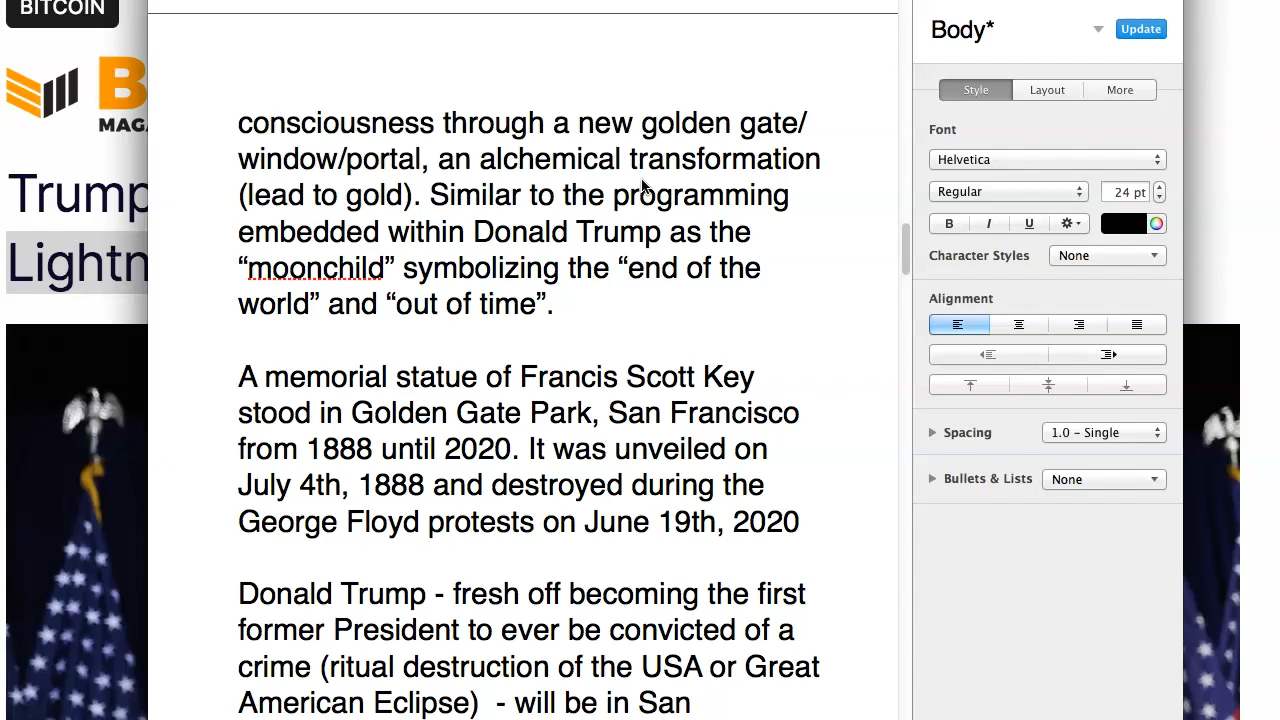 BITCOIN
B
MAGA
Trump
Lightn
consciousness through a new golden gate/
window/portal, an alchemical transformation
(lead to gold). Similar to the programming
embedded within Donald Trump as the
“moonchild” symbolizing the “end of the
world” and “out of time”.
A memorial statue of Francis Scott Key
stood in Golden Gate Park, San Francisco
from 1888 until 2020. It was unveiled on
July 4th, 1888 and destroyed during the
George Floyd protests on June 19th, 2020
Donald Trump - fresh off becoming the first
former President to ever be convicted of a
crime (ritual destruction of the USA or Great
American Eclipse)  - will be in San
Body*
Update
Style Layout More
Font
Helvetica
Regular 24 pt
B I U
Character Styles None
Alignment
Spacing 1.0 – Single
Bullets & Lists None